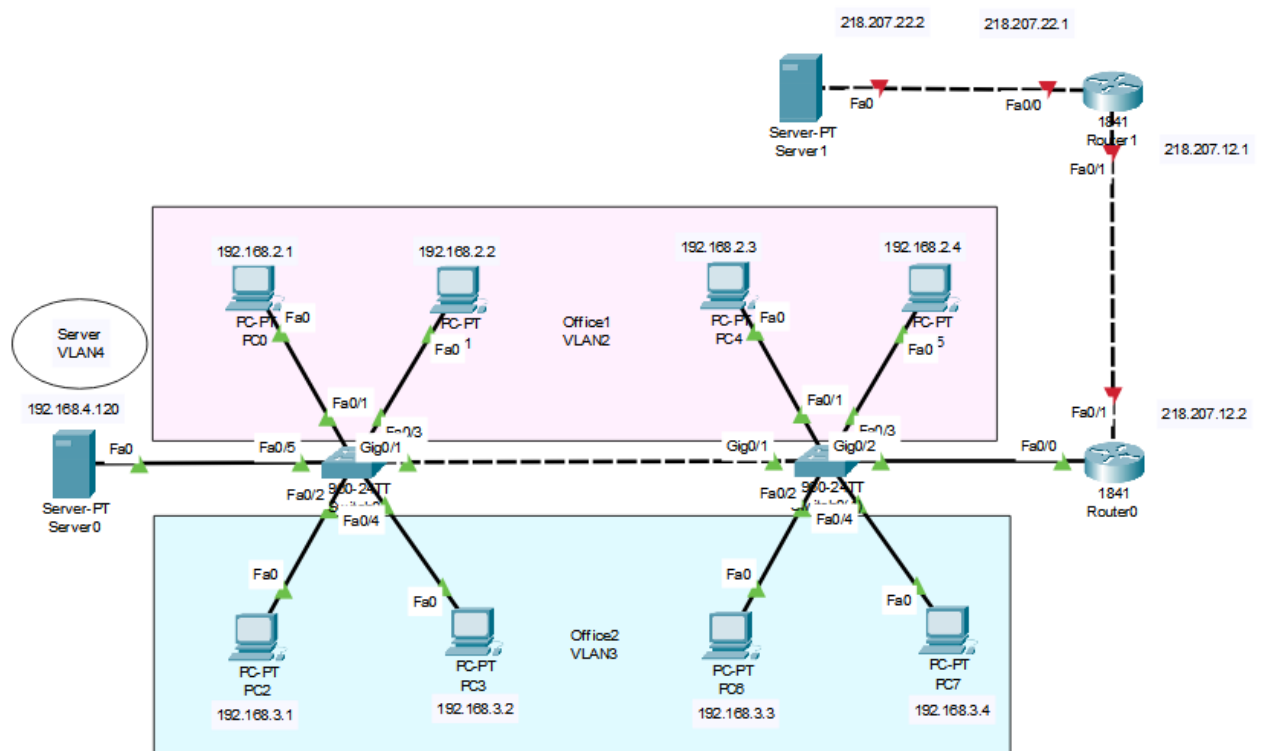 218.207.22.2
218.207.22.1
Fa0
Fa0/0
Server-PT
Server1
1841
Router1
218.207.12.1
Fa0/1
192.168.2.1
192.168.2.2
192.168.2.3
192.168.2.4
PC-PT
PC0
Fa0
PC-PT
Fa0
1
Office1
VLAN2
PC-PT
PC4
Fa0
PC-PT
Fa0
5
Server
VLAN4
192.168.4.120
Fa0/1
Fa0/3
Fa0/1
Fa0/3
Fa0/1
218.207.12.2
Fa0
Fa0/5
Gig0/1
Gig0/1
Gig0/2
Fa0/0
Server-PT
Server0
Fa0/2
Fa0/4
Fa0/2
Fa0/4
1841
Router0
Fa0
Fa0
Fa0
Fa0
Office2
VLAN3
PC-PT
PC2
PC-PT
PC3
PC-PT
PC6
PC-PT
PC7
192.168.3.1
192.168.3.2
192.168.3.3
192.168.3.4